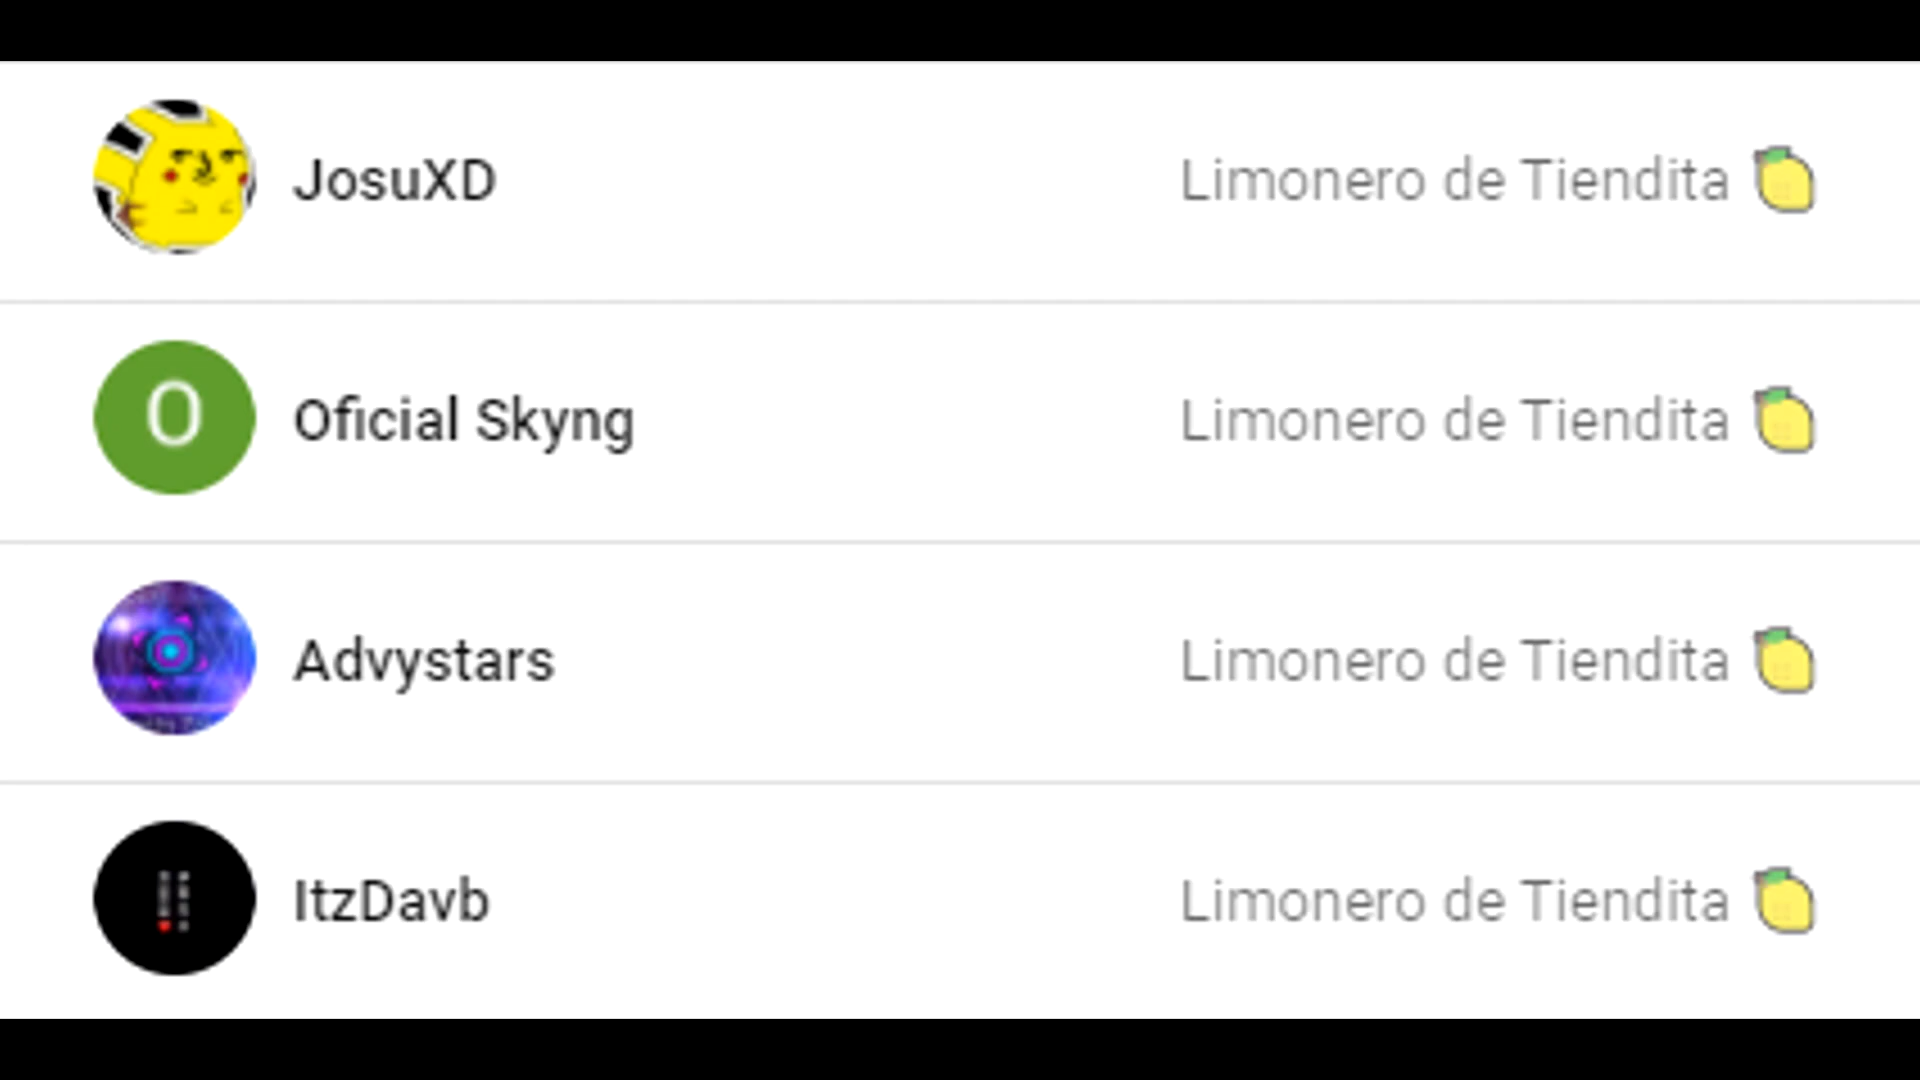 JosuXD Limonero de Tiendita 🍋
O Oficial Skyng Limonero de Tiendita 🍋
Advystars Limonero de Tiendita 🍋
ItzDavb Limonero de Tiendita 🍋